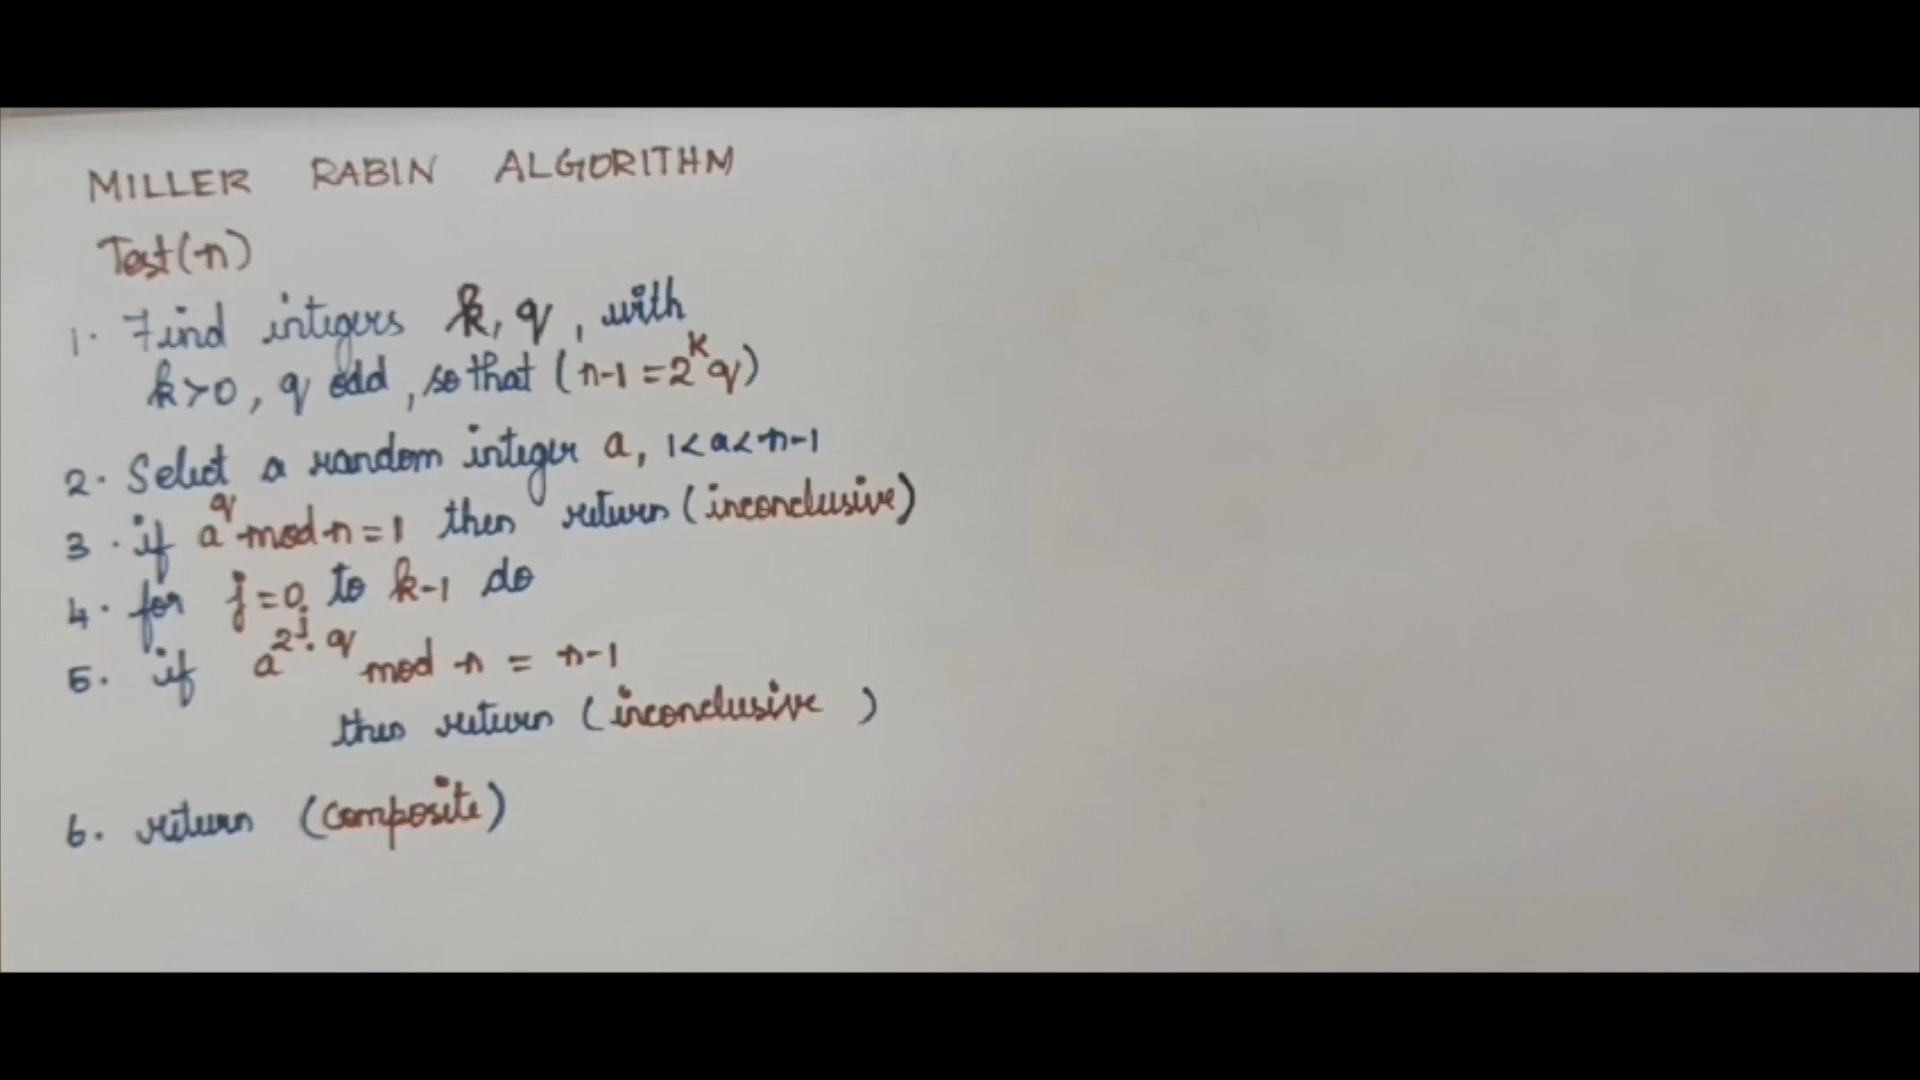 MILLER RABIN ALGORITHM
Test(n)
1. Find integers k, q, with
k>0, q odd, so that (n-1=2^k q)
2. Select a random integer a, 1<a<n-1
3. if a^q mod n=1 then return (inconclusive)
4. for j=0 to k-1 do
5. if a^2^j.q mod n = n-1
then return (inconclusive)
6. return (composite)